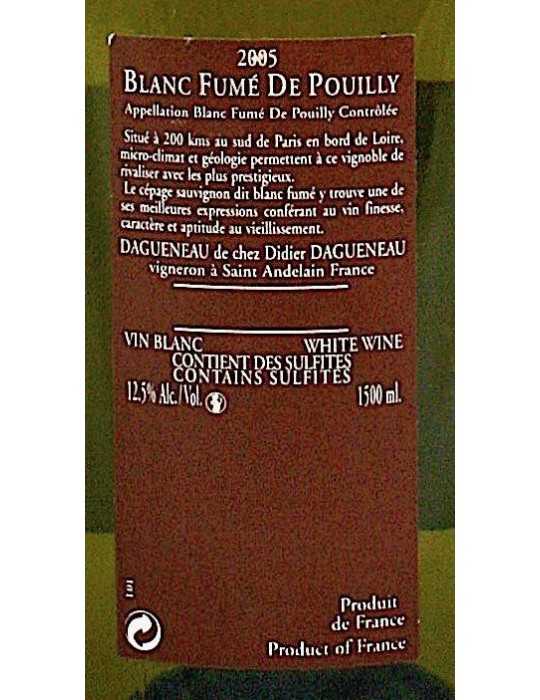 2005
BLANC FUMÉ DE POUILLY
Appellation Blanc Fumé De Pouilly Contrôlée
Situé à 200 kms au sud de Paris en bord de Loire,
micro-climat et géologie permettent à ce vignoble de
rivaliser avec les plus prestigieux.
Le cépage sauvignon dit blanc fumé y trouve une de
ses meilleures expressions conférant au vin finesse,
caractère et aptitude au vieillissement.
DAGUENEAU de chez Didier DAGUENEAU
vigneron à Saint Andelain France
VIN BLANC WHITE WINE
CONTIENT DES SULFITES
CONTAINS SULFITES
12,5% Alc./Vol. 1500 ml.
101
Produit
de France
Product of France